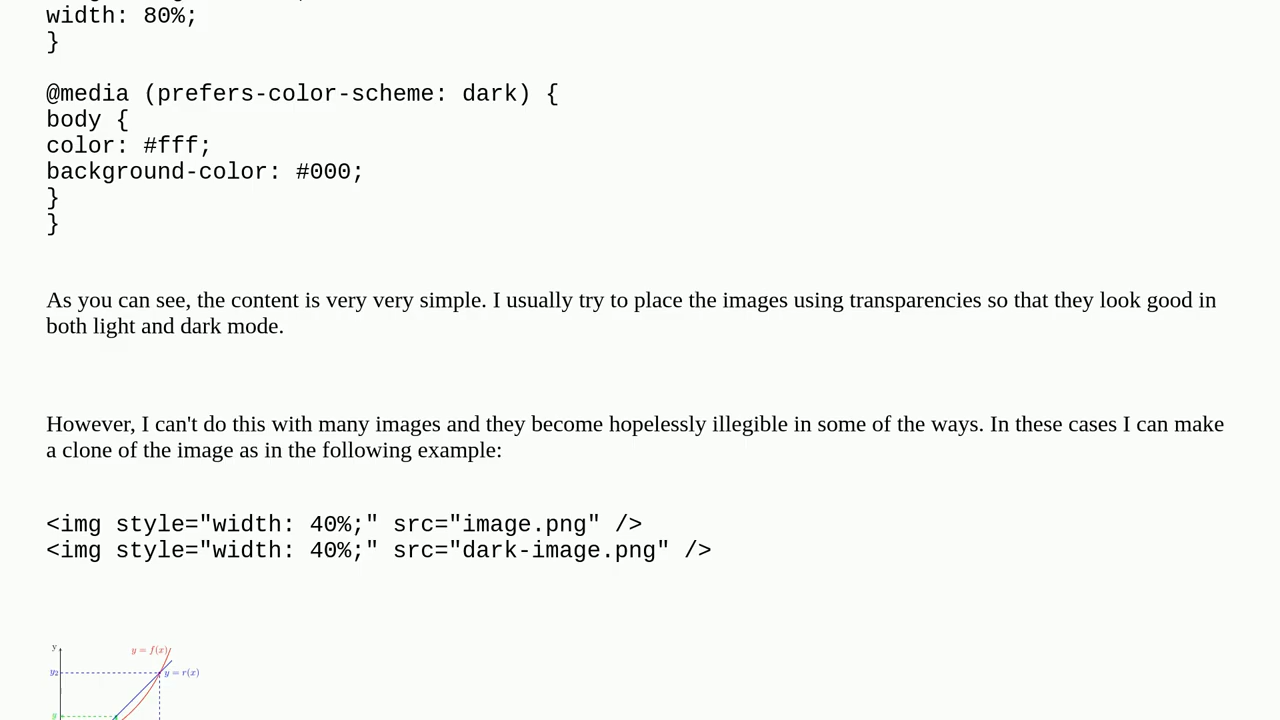 width: 80%;
}
@media (prefers-color-scheme: dark) {
body {
color: #fff;
background-color: #000;
}
}
As you can see, the content is very very simple. I usually try to place the images using transparencies so that they look good in
both light and dark mode.
However, I can't do this with many images and they become hopelessly illegible in some of the ways. In these cases I can make
a clone of the image as in the following example:
<img style="width: 40%;" src="image.png" />
<img style="width: 40%;" src="dark-image.png" />
y
y = f(x)
y2
y = r(x)
y